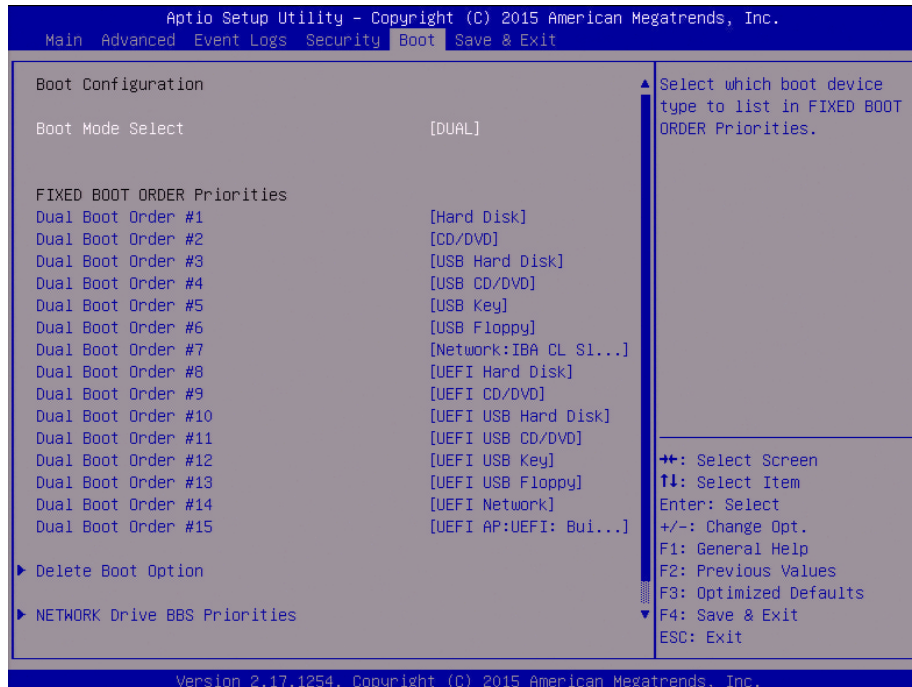 Aptio Setup Utility – Copyright (C) 2015 American Megatrends, Inc.
Main Advanced Event Logs Security Boot Save & Exit
Boot Configuration
Boot Mode Select [DUAL]
FIXED BOOT ORDER Priorities
Dual Boot Order #1 [Hard Disk]
Dual Boot Order #2 [CD/DVD]
Dual Boot Order #3 [USB Hard Disk]
Dual Boot Order #4 [USB CD/DVD]
Dual Boot Order #5 [USB Key]
Dual Boot Order #6 [USB Floppy]
Dual Boot Order #7 [Network:IBA CL Sl...]
Dual Boot Order #8 [UEFI Hard Disk]
Dual Boot Order #9 [UEFI CD/DVD]
Dual Boot Order #10 [UEFI USB Hard Disk]
Dual Boot Order #11 [UEFI USB CD/DVD]
Dual Boot Order #12 [UEFI USB Key]
Dual Boot Order #13 [UEFI USB Floppy]
Dual Boot Order #14 [UEFI Network]
Dual Boot Order #15 [UEFI AP:UEFI: Bui...]
Delete Boot Option
NETWORK Drive BBS Priorities
Select which boot device
type to list in FIXED BOOT
ORDER Priorities.
→←: Select Screen
↑↓: Select Item
Enter: Select
+/-: Change Opt.
F1: General Help
F2: Previous Values
F3: Optimized Defaults
F4: Save & Exit
ESC: Exit
Version 2.17.1254. Copyright (C) 2015 American Megatrends, Inc.